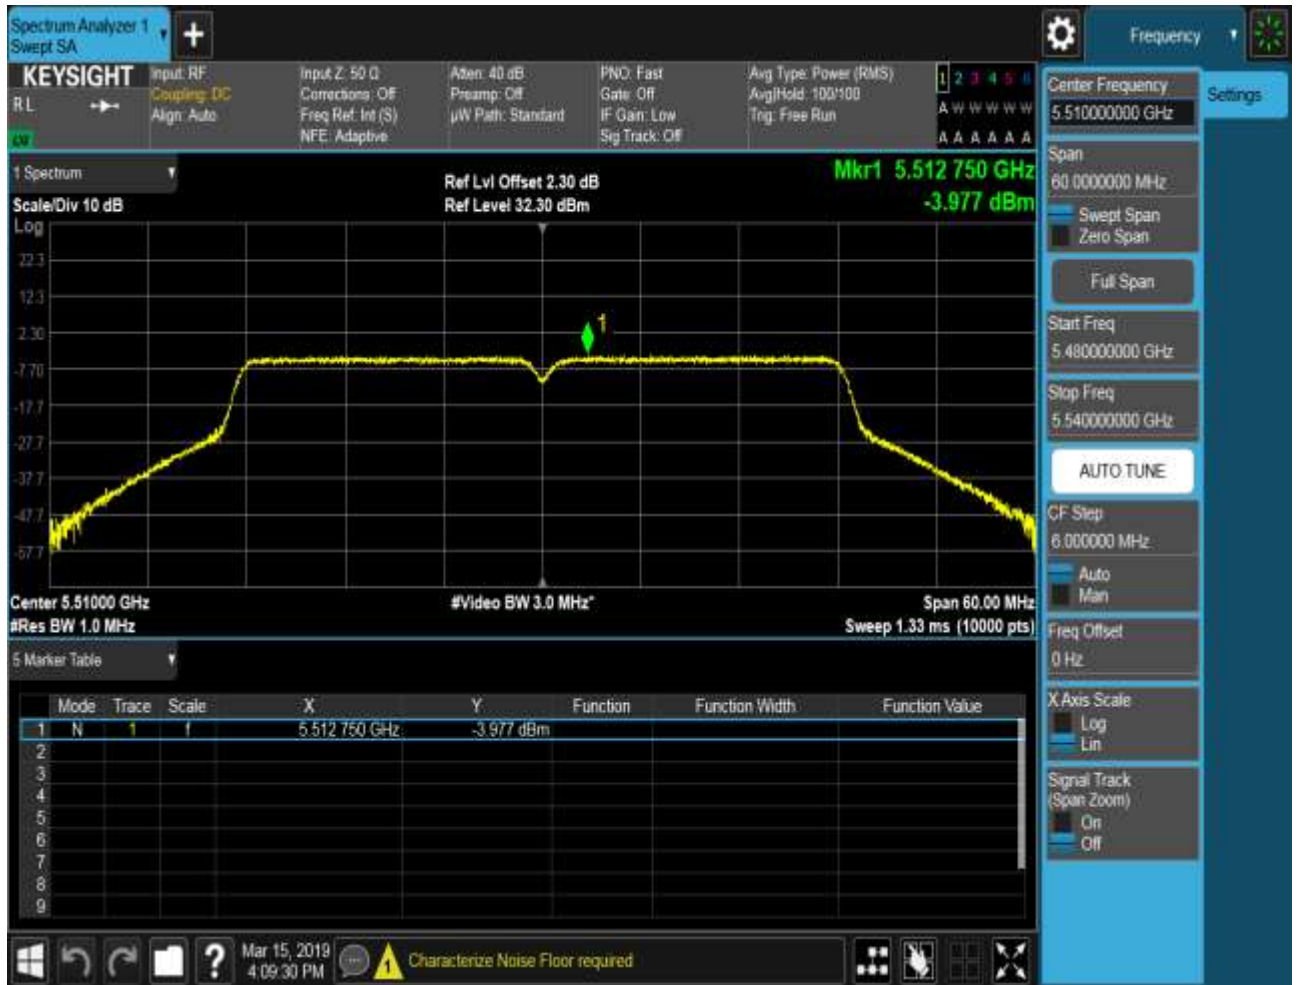 Spectrum Analyzer 1
Swept SA
+
Frequency
KEYSIGHT
RL
Input: RF
Coupling: DC
Align: Auto
Input Z: 50 Ω
Corrections: Off
Freq Ref: Int (S)
NFE: Adaptive
Atten: 40 dB
Preamp: Off
µW Path: Standard
PNO: Fast
Gate: Off
IF Gain: Low
Sig Track: Off
Avg Type: Power (RMS)
Avg|Hold: 100/100
Trig: Free Run
1 2 3 4 5 6
A W W W W W
A A A A A A
1 Spectrum
Scale/Div 10 dB
Ref Lvl Offset 2.30 dB
Ref Level 32.30 dBm
Mkr1 5.512 750 GHz
-3.977 dBm
Log
22.3
12.3
2.30
-7.70
-17.7
-27.7
-37.7
-47.7
-57.7
1
Center 5.51000 GHz
#Video BW 3.0 MHz*
Span 60.00 MHz
#Res BW 1.0 MHz
Sweep 1.33 ms (10000 pts)
5 Marker Table
Mode Trace Scale X Y Function Function Width Function Value
1 N 1 f 5.512 750 GHz -3.977 dBm
2
3
4
5
6
7
8
9
Center Frequency
5.510000000 GHz
Settings
Span
60.0000000 MHz
Swept Span
Zero Span
Full Span
Start Freq
5.480000000 GHz
Stop Freq
5.540000000 GHz
AUTO TUNE
CF Step
6.000000 MHz
Auto
Man
Freq Offset
0 Hz
X Axis Scale
Log
Lin
Signal Track
(Span Zoom)
On
Off
?
Mar 15, 2019
4:09:30 PM
1
Characterize Noise Floor required